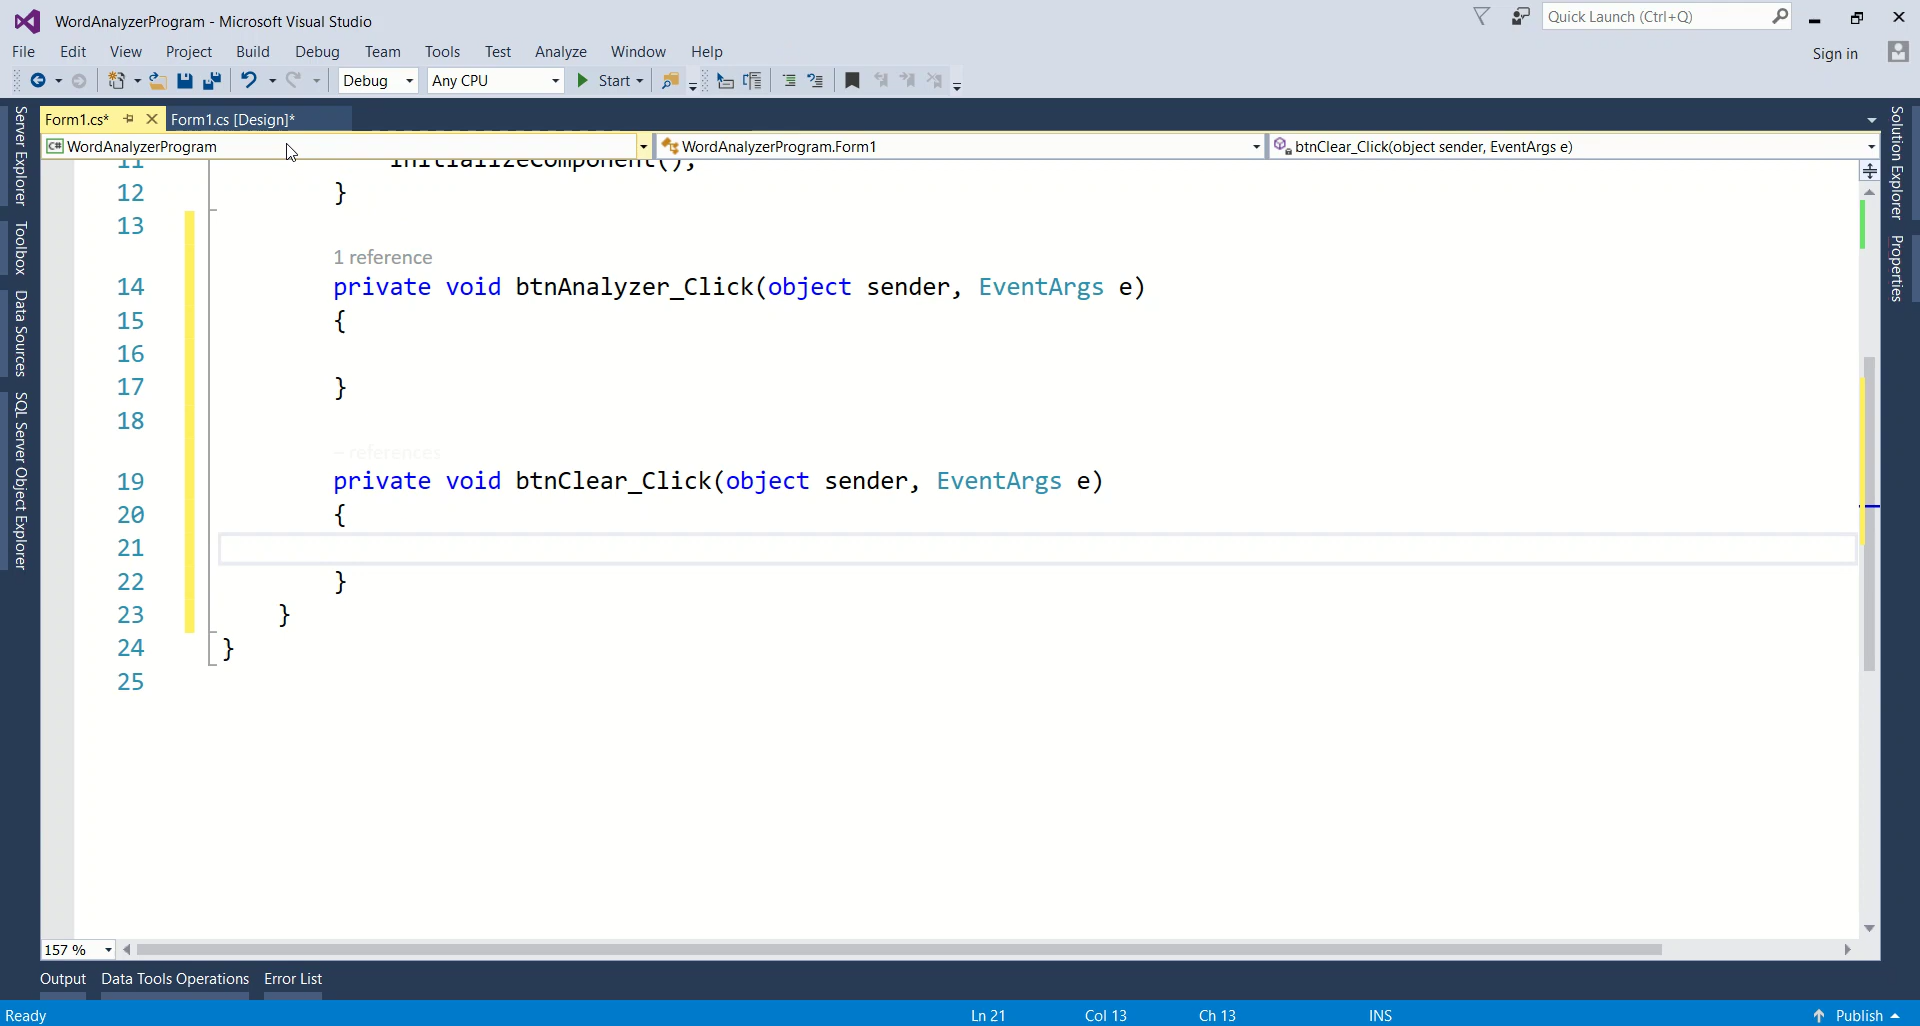 WordAnalyzerProgram - Microsoft Visual Studio
Quick Launch (Ctrl+Q)
File Edit View Project Build Debug Team Tools Test Analyze Window Help
Sign in
Debug Any CPU Start
Form1.cs* Form1.cs [Design]*
C# WordAnalyzerProgram WordAnalyzerProgram.Form1 btnClear_Click(object sender, EventArgs e)
Server Explorer
Toolbox
Data Sources
SQL Server Object Explorer
Solution Explorer
Properties
11 InitializeComponent();
12 }
13
1 reference
14 private void btnAnalyzer_Click(object sender, EventArgs e)
15 {
16
17 }
18
– references
19 private void btnClear_Click(object sender, EventArgs e)
20 {
21
22 }
23 }
24 }
25
157 %
Output Data Tools Operations Error List
Ready Ln 21 Col 13 Ch 13 INS Publish